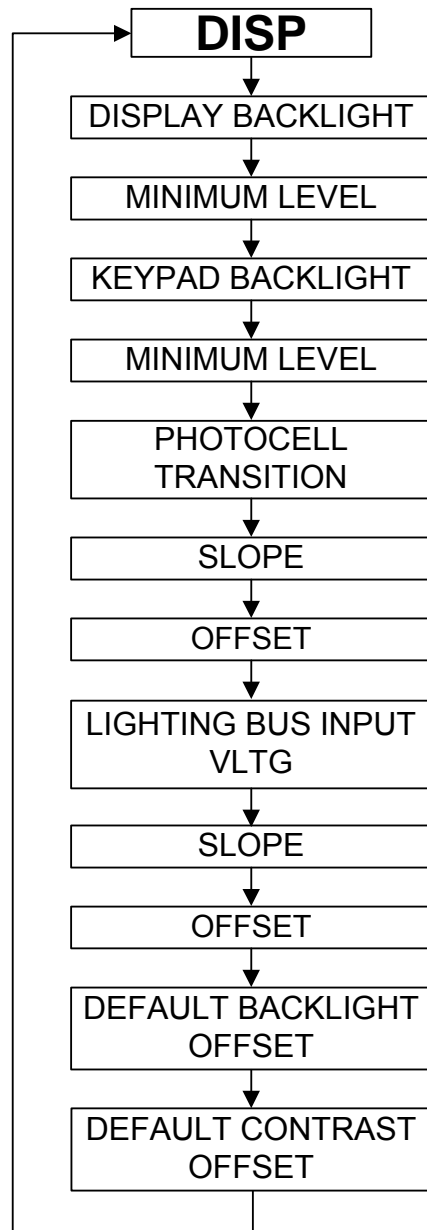 DISP
DISPLAY BACKLIGHT
MINIMUM LEVEL
KEYPAD BACKLIGHT
MINIMUM LEVEL
PHOTOCELL
TRANSITION
SLOPE
OFFSET
LIGHTING BUS INPUT
VLTG
SLOPE
OFFSET
DEFAULT BACKLIGHT
OFFSET
DEFAULT CONTRAST
OFFSET